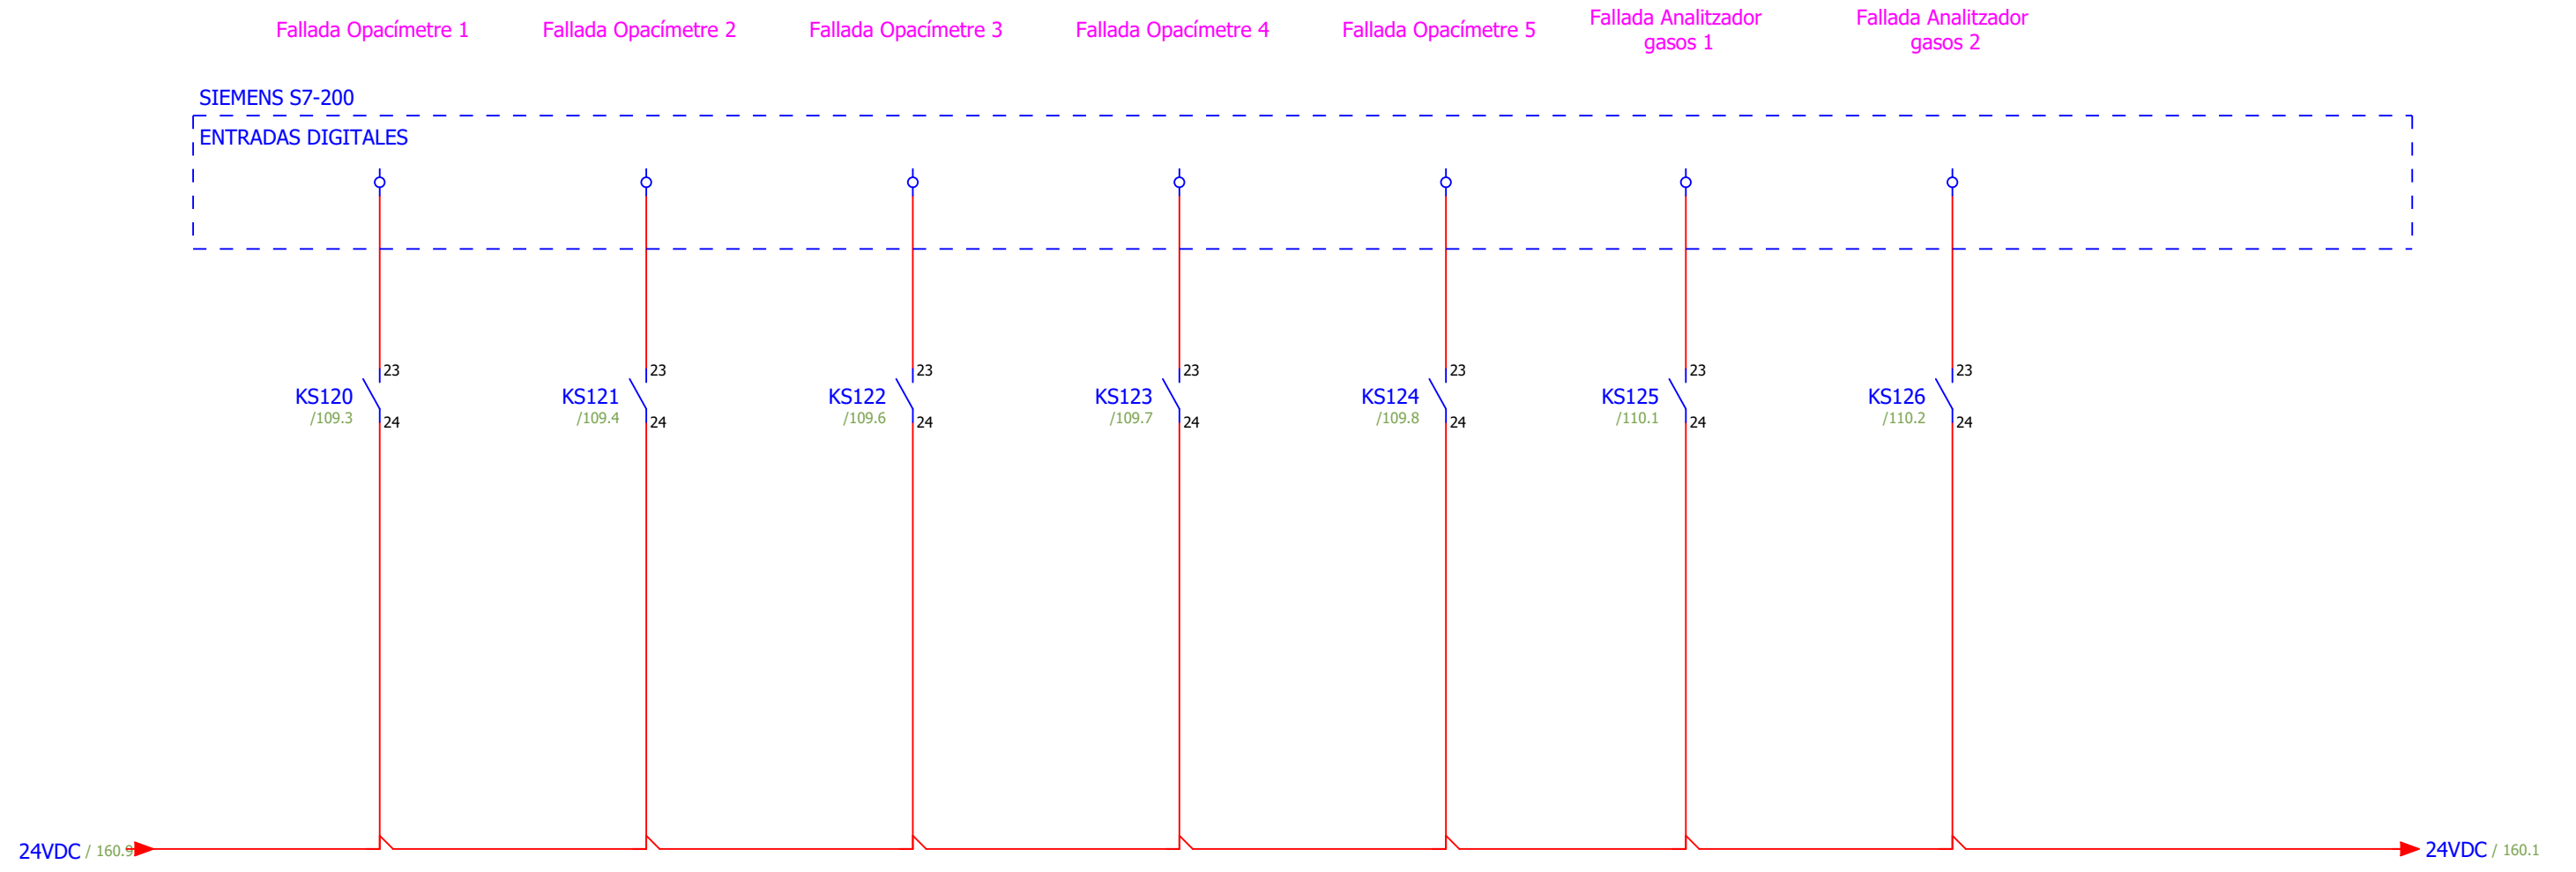 Fallada Opacímetre 1
Fallada Opacímetre 2
Fallada Opacímetre 3
Fallada Opacímetre 4
Fallada Opacímetre 5
Fallada Analitzador
gasos 1
Fallada Analitzador
gasos 2
SIEMENS S7-200
ENTRADAS DIGITALES
23
KS120
/109.3
24
23
KS121
/109.4
24
23
KS122
/109.6
24
23
KS123
/109.7
24
23
KS124
/109.8
24
23
KS125
/110.1
24
23
KS126
/110.2
24
24VDC / 160.9
24VDC / 160.1